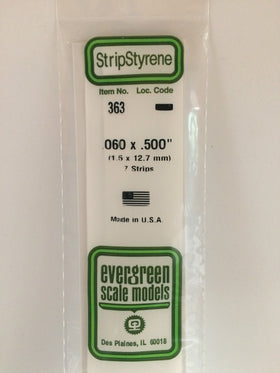 StripStyrene
Item No. Loc. Code
363
.060 x .500"
(1.5 x 12.7 mm)
7 Strips
Made in U.S.A.
evergreen
scale models
Des Plaines, IL 60018